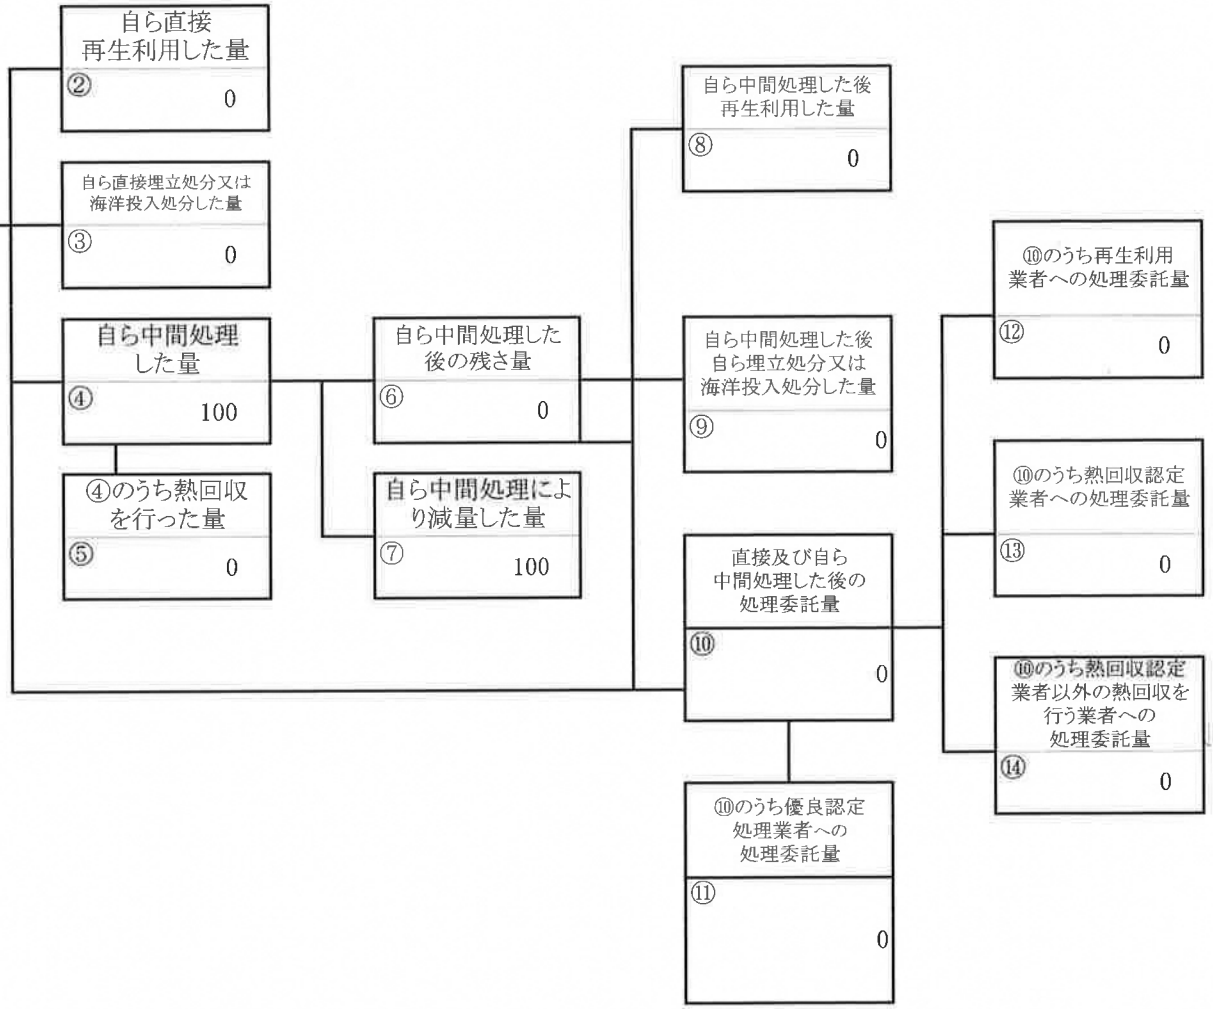 自ら直接
再生利用した量
②
0
自ら直接埋立処分又は
海洋投入処分した量
③
0
自ら中間処理
した量
④
100
④のうち熱回収
を行った量
⑤
0
自ら中間処理した
後の残さ量
⑥
0
自ら中間処理によ
り減量した量
⑦
100
自ら中間処理した後
再生利用した量
⑧
0
自ら中間処理した後
自ら埋立処分又は
海洋投入処分した量
⑨
0
直接及び自ら
中間処理した後の
処理委託量
⑩
0
⑩のうち優良認定
処理業者への
処理委託量
⑪
0
⑩のうち再生利用
業者への処理委託量
⑫
0
⑩のうち熱回収認定
業者への処理委託量
⑬
0
⑩のうち熱回収認定
業者以外の熱回収を
行う業者への
処理委託量
⑭
0